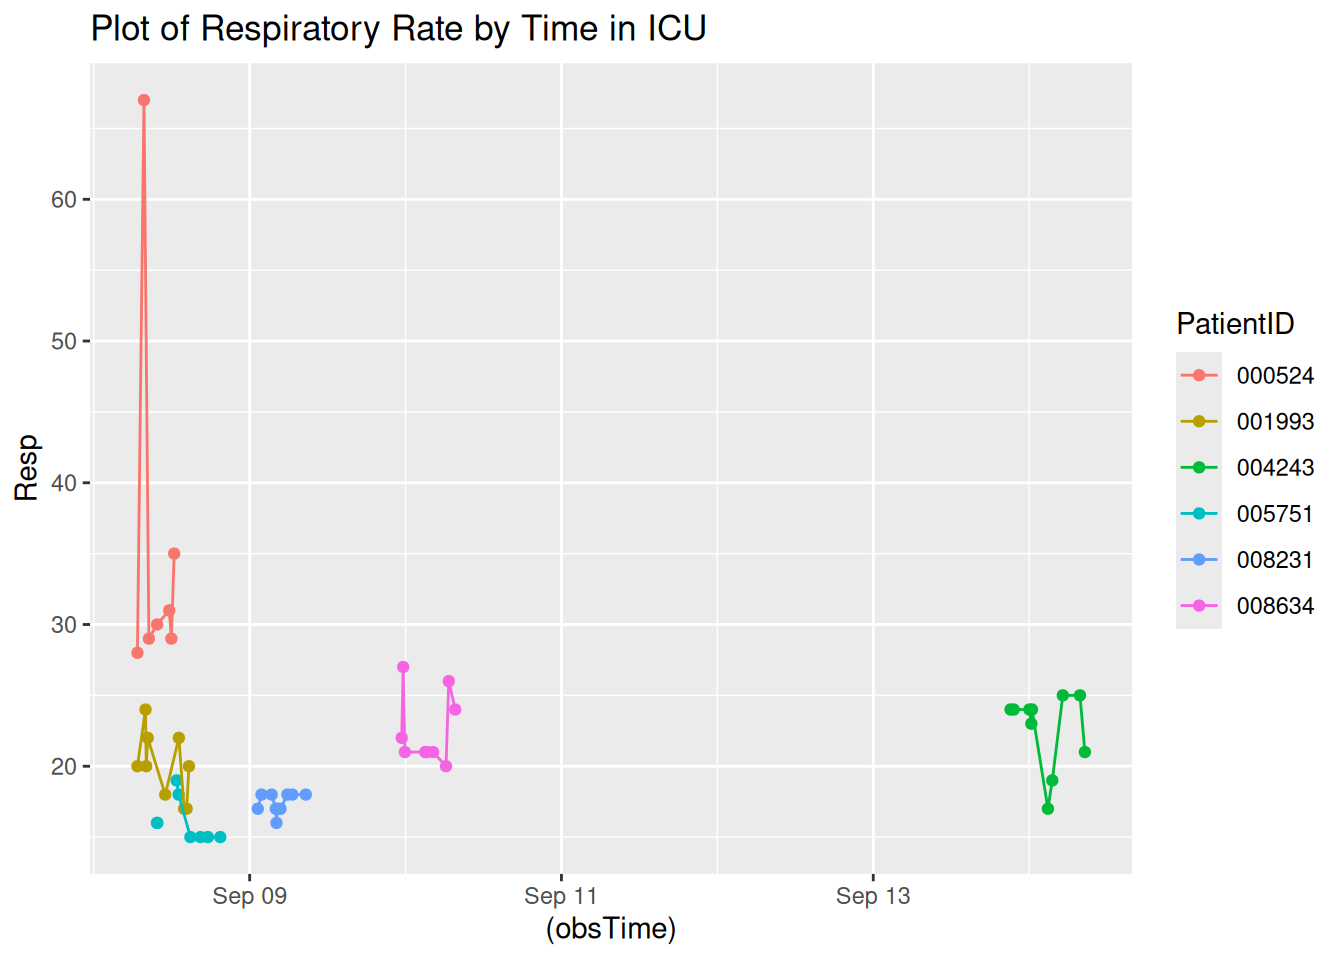 Plot of Respiratory Rate by Time in ICU
60
50
40
30
20
Resp
Sep 09
Sep 11
Sep 13
(obsTime)
PatientID
000524
001993
004243
005751
008231
008634